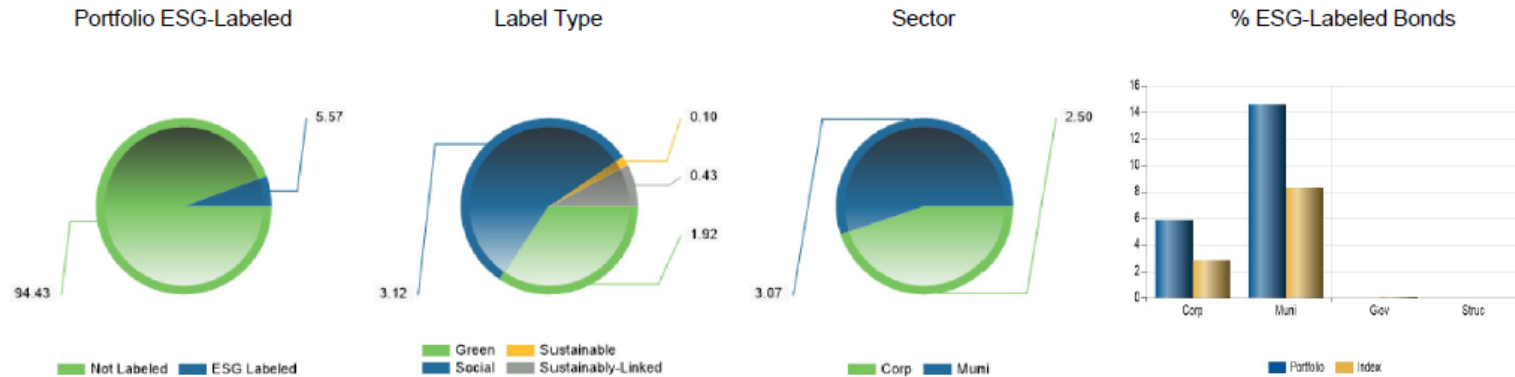 Portfolio ESG-Labeled
5.57
94.43
Not Labeled ESG Labeled
Label Type
0.10
0.43
1.92
3.12
Green Sustainable
Social Sustainably-Linked
Sector
2.50
3.07
Corp Muni
% ESG-Labeled Bonds
16
14
12
10
8
6
4
2
0
Corp Muni Gov Struc
Portfolio Index